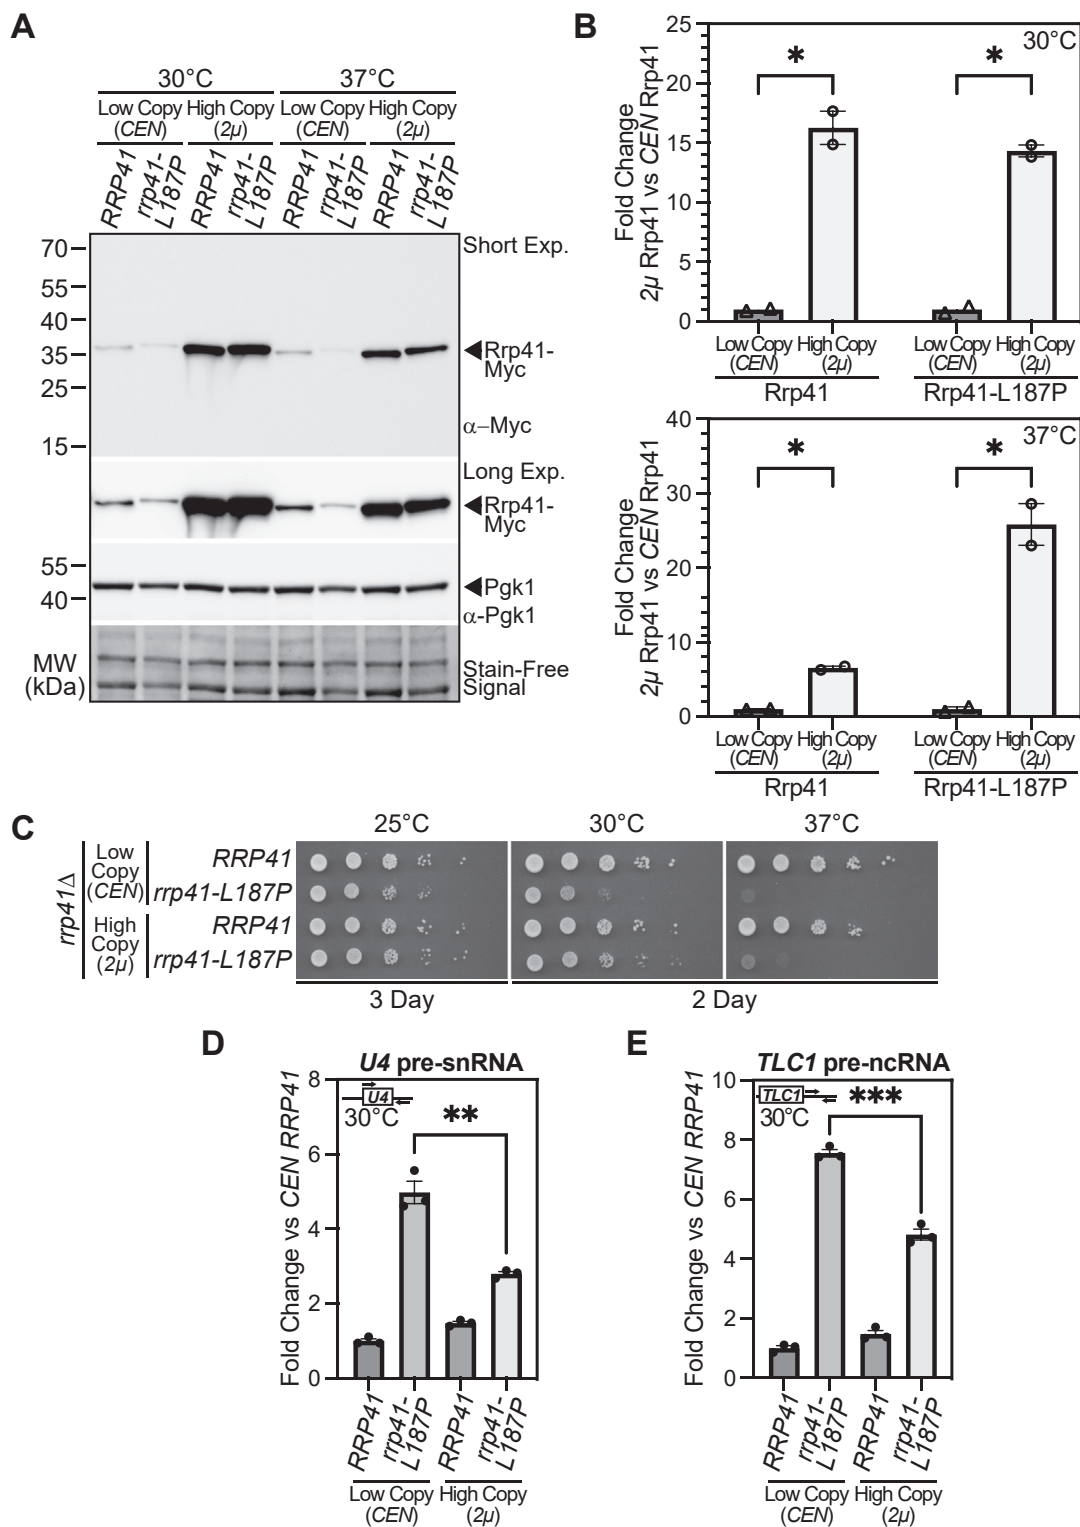 A
30°C 37°C
Low Copy High Copy Low Copy High Copy
(CEN) (2µ) (CEN) (2µ)
RRP41
rrp41-
L187P
RRP41
rrp41-
L187P
RRP41
rrp41-
L187P
RRP41
rrp41-
L187P
70
55
40
35
25
15
Short Exp.
◀Rrp41-
Myc
α–Myc
Long Exp.
◀Rrp41-
Myc
55
40
◀Pgk1
α-Pgk1
MW
(kDa)
Stain-Free
Signal
B
Fold Change
2µ Rrp41 vs CEN Rrp41
25
20
15
10
5
0
30°C
*
*
Low Copy High Copy Low Copy High Copy
(CEN) (2µ) (CEN) (2µ)
Rrp41 Rrp41-L187P
Fold Change
2µ Rrp41 vs CEN Rrp41
40
30
20
10
0
37°C
*
*
Low Copy High Copy Low Copy High Copy
(CEN) (2µ) (CEN) (2µ)
Rrp41 Rrp41-L187P
C
25°C 30°C 37°C
rrp41Δ
Low
Copy
(CEN)
RRP41
rrp41-L187P
High
Copy
(2µ)
RRP41
rrp41-L187P
3 Day 2 Day
D
U4 pre-snRNA
Fold Change vs CEN RRP41
8
6
4
2
0
U4
30°C
**
RRP41
rrp41-
L187P
RRP41
rrp41-
L187P
Low Copy High Copy
(CEN) (2µ)
E
TLC1 pre-ncRNA
Fold Change vs CEN RRP41
10
8
6
4
2
0
TLC1
30°C
***
RRP41
rrp41-
L187P
RRP41
rrp41-
L187P
Low Copy High Copy
(CEN) (2µ)